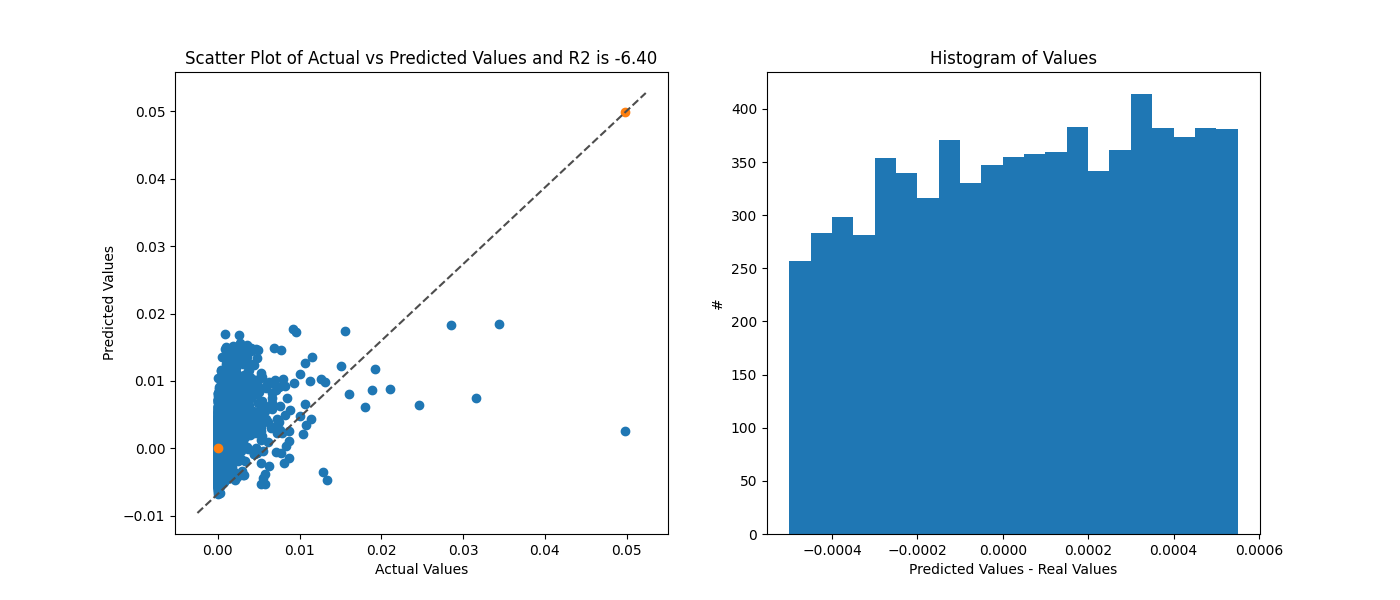 Scatter Plot of Actual vs Predicted Values and R2 is -6.40
Predicted Values
0.05
0.04
0.03
0.02
0.01
0.00
−0.01
0.00 0.01 0.02 0.03 0.04 0.05
Actual Values
Histogram of Values
#
400
350
300
250
200
150
100
50
0
−0.0004 −0.0002 0.0000 0.0002 0.0004 0.0006
Predicted Values - Real Values